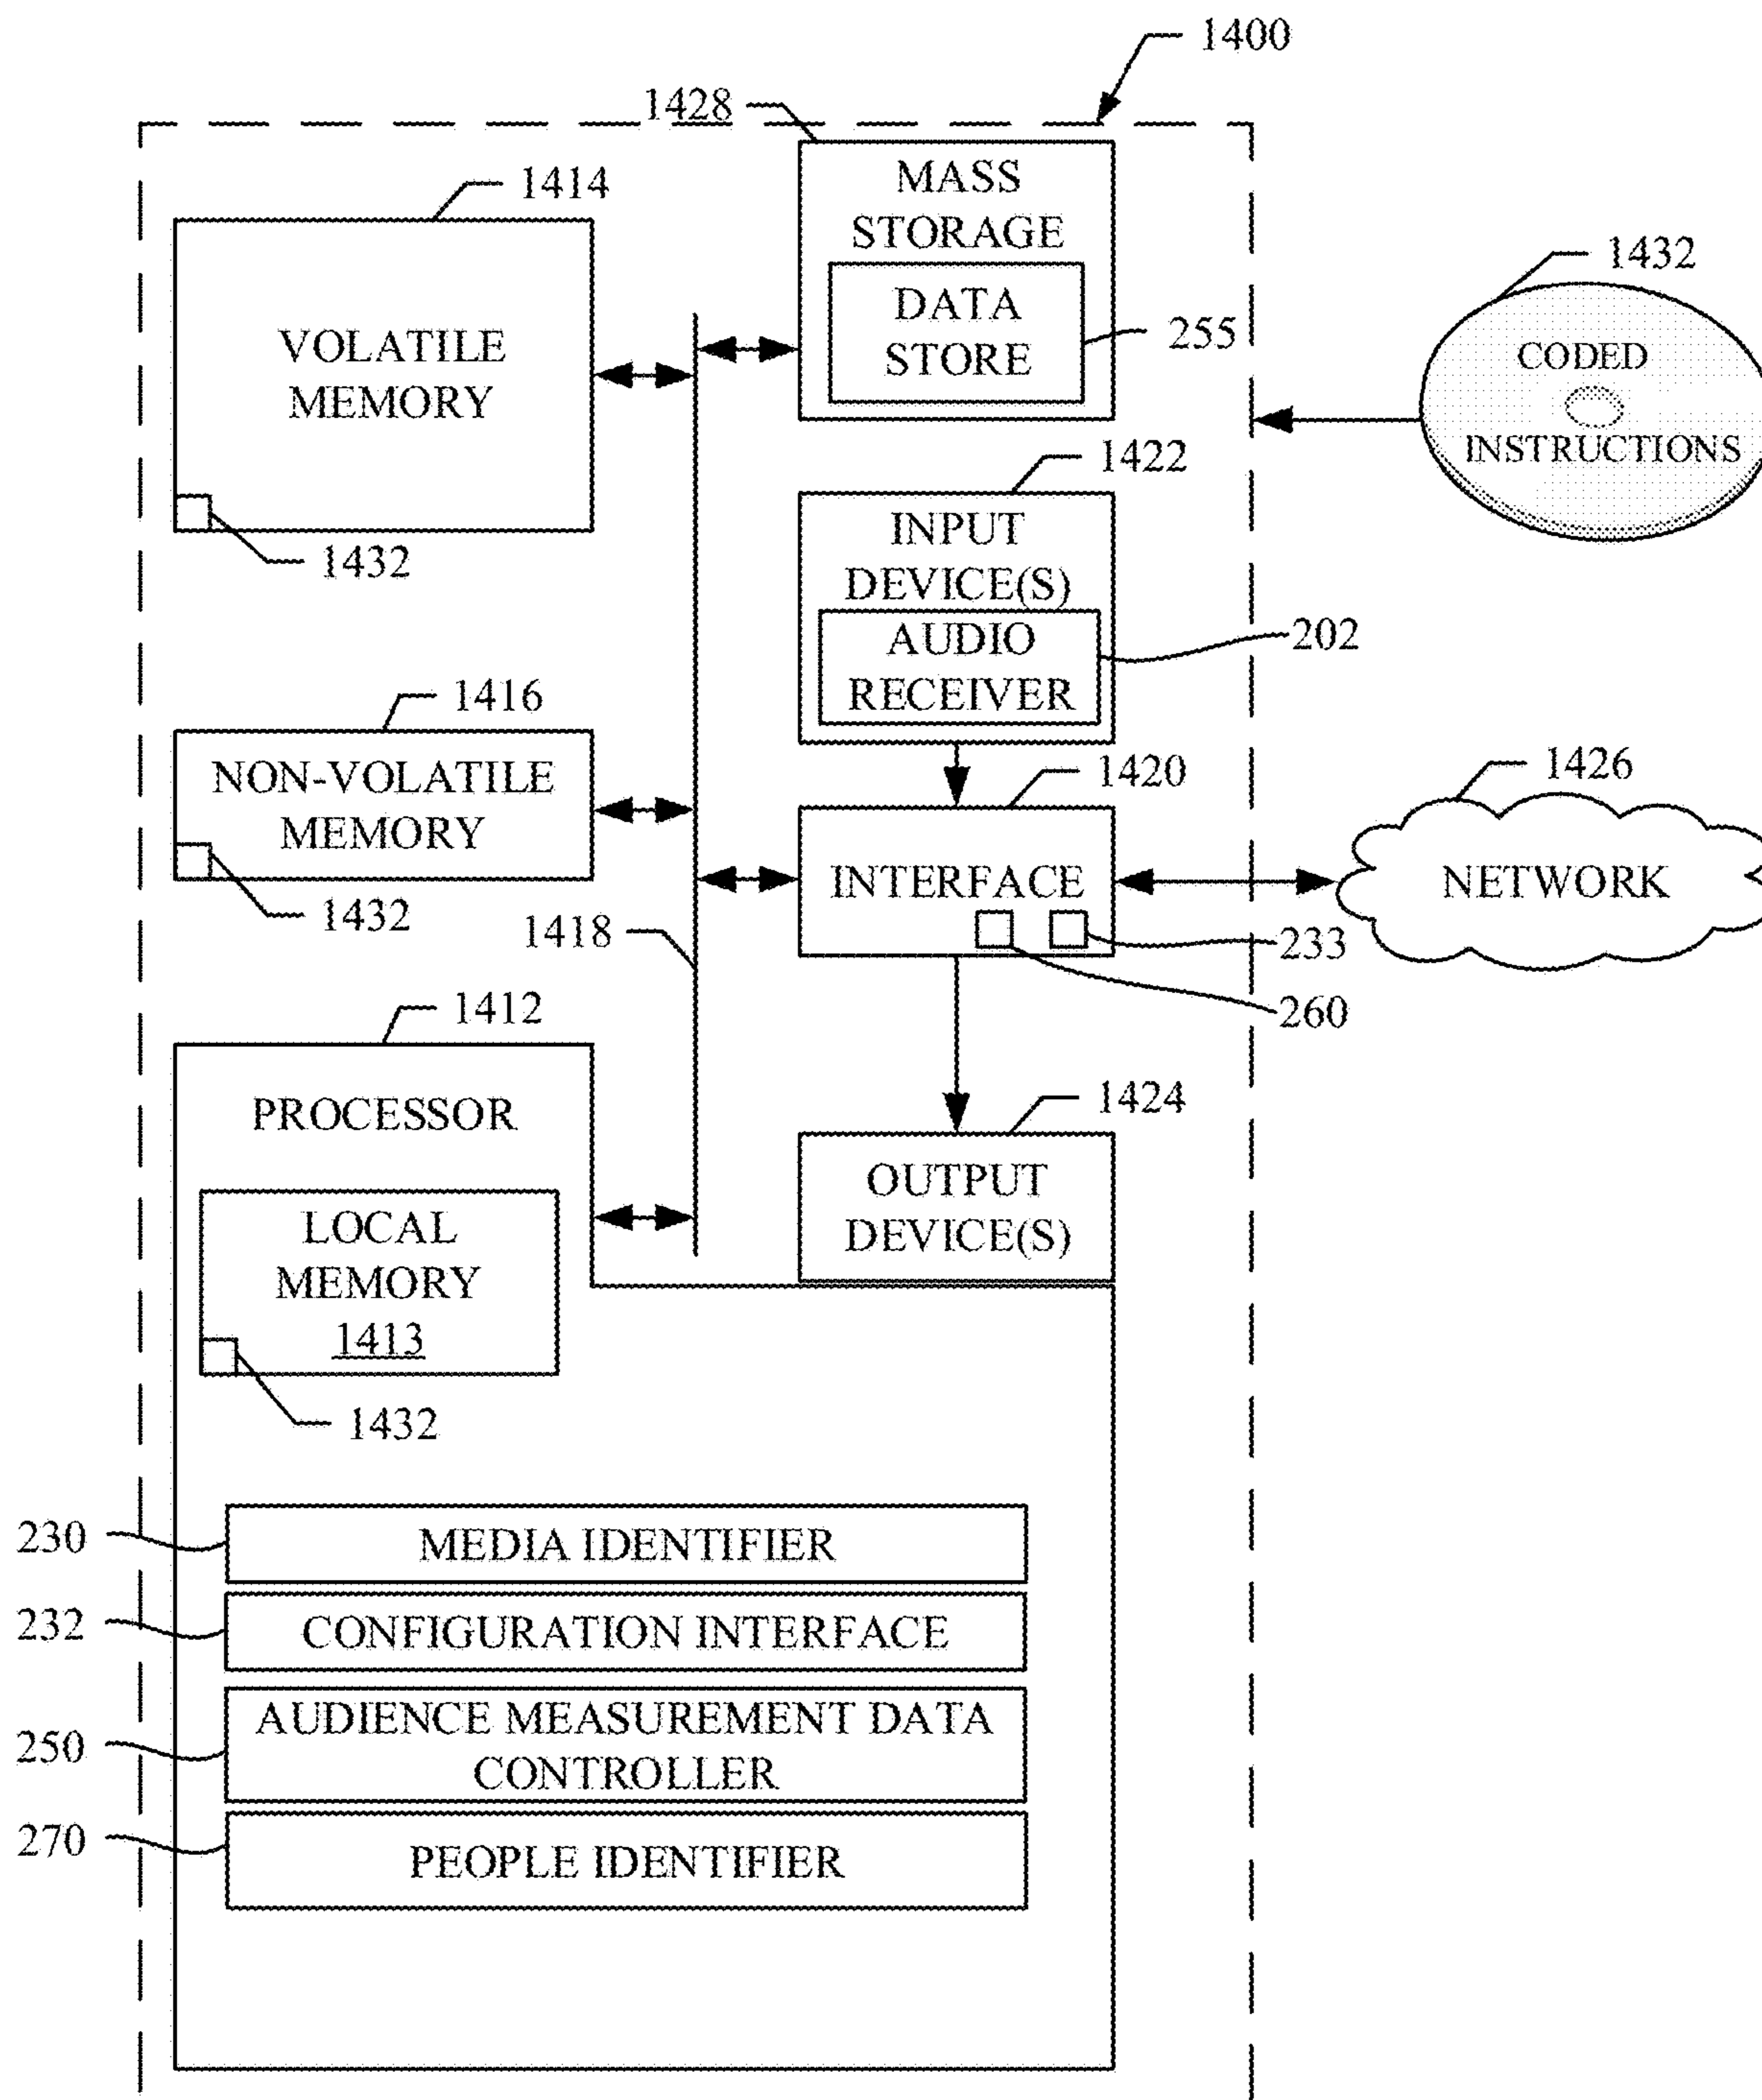 1400
1428
MASS
STORAGE
DATA
STORE
255
1414
VOLATILE
MEMORY
1432
1432
CODED
INSTRUCTIONS
1422
INPUT
DEVICE(S)
AUDIO
RECEIVER
202
1416
NON-VOLATILE
MEMORY
1432
1418
1420
INTERFACE
233
260
1426
NETWORK
1412
PROCESSOR
LOCAL
MEMORY
1413
1432
1424
OUTPUT
DEVICE(S)
230
MEDIA IDENTIFIER
232
CONFIGURATION INTERFACE
250
AUDIENCE MEASUREMENT DATA
CONTROLLER
270
PEOPLE IDENTIFIER